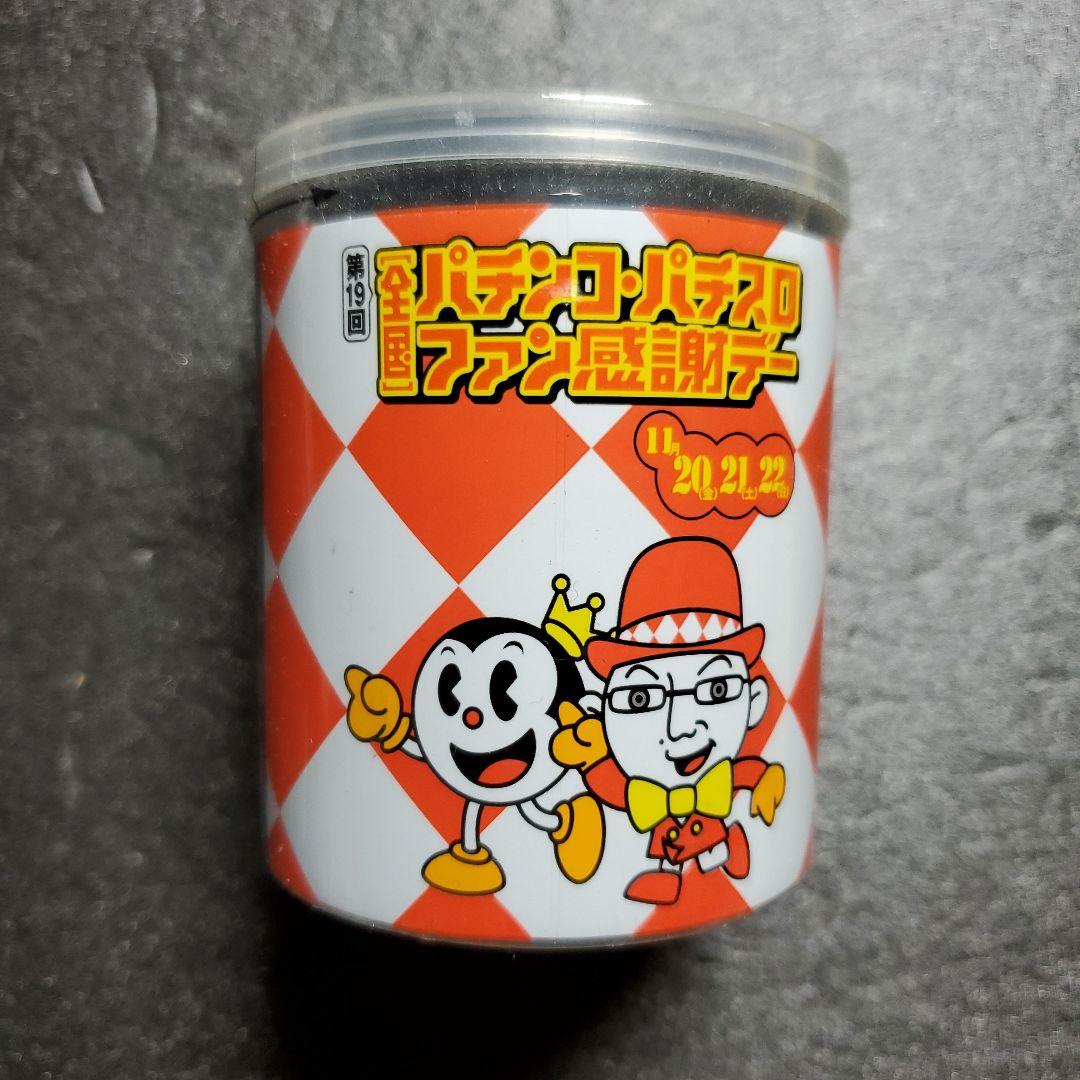 第19回
[全国]
パチンコ・パチスロ
ファン感謝デー
11月
20(金) 21(土) 22(日)